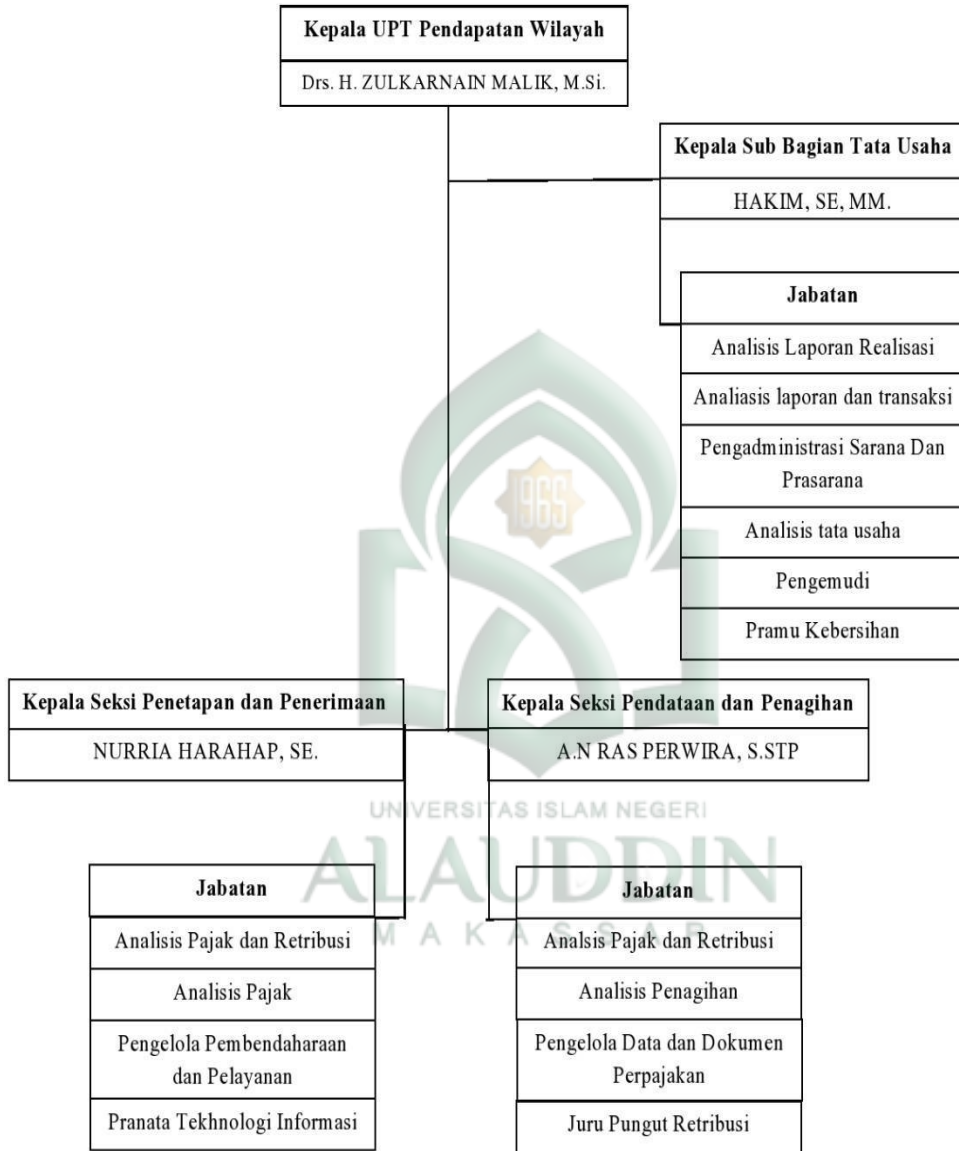 Kepala UPT Pendapatan Wilayah
Drs. H. ZULKARNAIN MALIK, M.Si.
Kepala Sub Bagian Tata Usaha
HAKIM, SE, MM.
Jabatan
Analisis Laporan Realisasi
Analiasis laporan dan transaksi
Pengadministrasi Sarana Dan
Prasarana
Analisis tata usaha
Pengemudi
Pramu Kebersihan
1965
Kepala Seksi Penetapan dan Penerimaan
NURRIA HARAHAP, SE.
Kepala Seksi Pendataan dan Penagihan
A.N RAS PERWIRA, S.STP
UNIVERSITAS ISLAM NEGERI
ALAUDDIN
MAKASSAR
Jabatan
Analisis Pajak dan Retribusi
Analisis Pajak
Pengelola Pembendaharaan
dan Pelayanan
Pranata Tekhnologi Informasi
Jabatan
Analsis Pajak dan Retribusi
Analisis Penagihan
Pengelola Data dan Dokumen
Perpajakan
Juru Pungut Retribusi